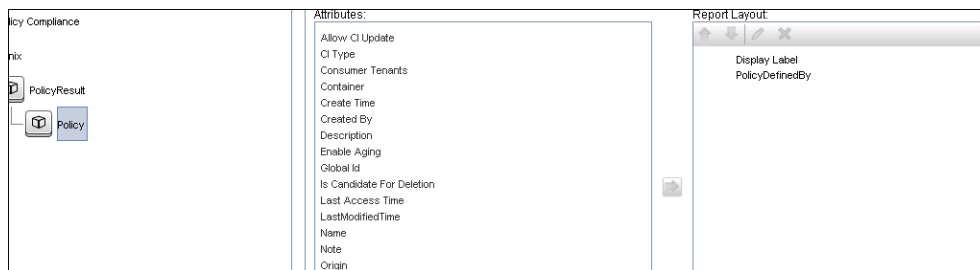 licy Compliance
nix
PolicyResult
Policy
Attributes:
Allow CI Update
CI Type
Consumer Tenants
Container
Create Time
Created By
Description
Enable Aging
Global Id
Is Candidate For Deletion
Last Access Time
LastModifiedTime
Name
Note
Origin
Report Layout:
Display Label
PolicyDefinedBy